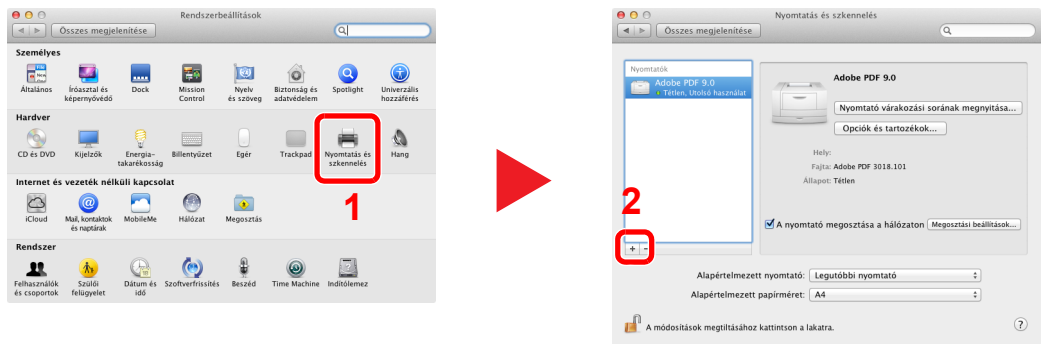 Rendszerbeállítások
Összes megjelenítése
Személyes
Általános
Íróasztal és képernyővédő
Dock
Mission Control
Nyelv és szöveg
Biztonság és adatvédelem
Spotlight
Univerzális hozzáférés
Hardver
CD és DVD
Kijelzők
Energia-takarékosság
Billentyűzet
Egér
Trackpad
Nyomtatás és szkennelés
Hang
1
Internet és vezeték nélküli kapcsolat
iCloud
Mail, kontaktok és naptárak
MobileMe
Hálózat
Megosztás
Rendszer
Felhasználók és csoportok
Szülői felügyelet
Dátum és idő
Szoftverfrissítés
Beszéd
Time Machine
Indítólemez
Nyomtatás és szkennelés
Összes megjelenítése
Nyomtatók
Adobe PDF 9.0
Tétlen, Utolsó használat
2
+ −
Adobe PDF 9.0
Nyomtató várakozási sorának megnyitása...
Opciók és tartozékok...
Hely:
Fajta: Adobe PDF 3018.101
Állapot: Tétlen
A nyomtató megosztása a hálózaton
Megosztási beállítások...
Alapértelmezett nyomtató: Legutóbbi nyomtató
Alapértelmezett papírméret: A4
A módosítások megtiltásához kattintson a lakatra.
?